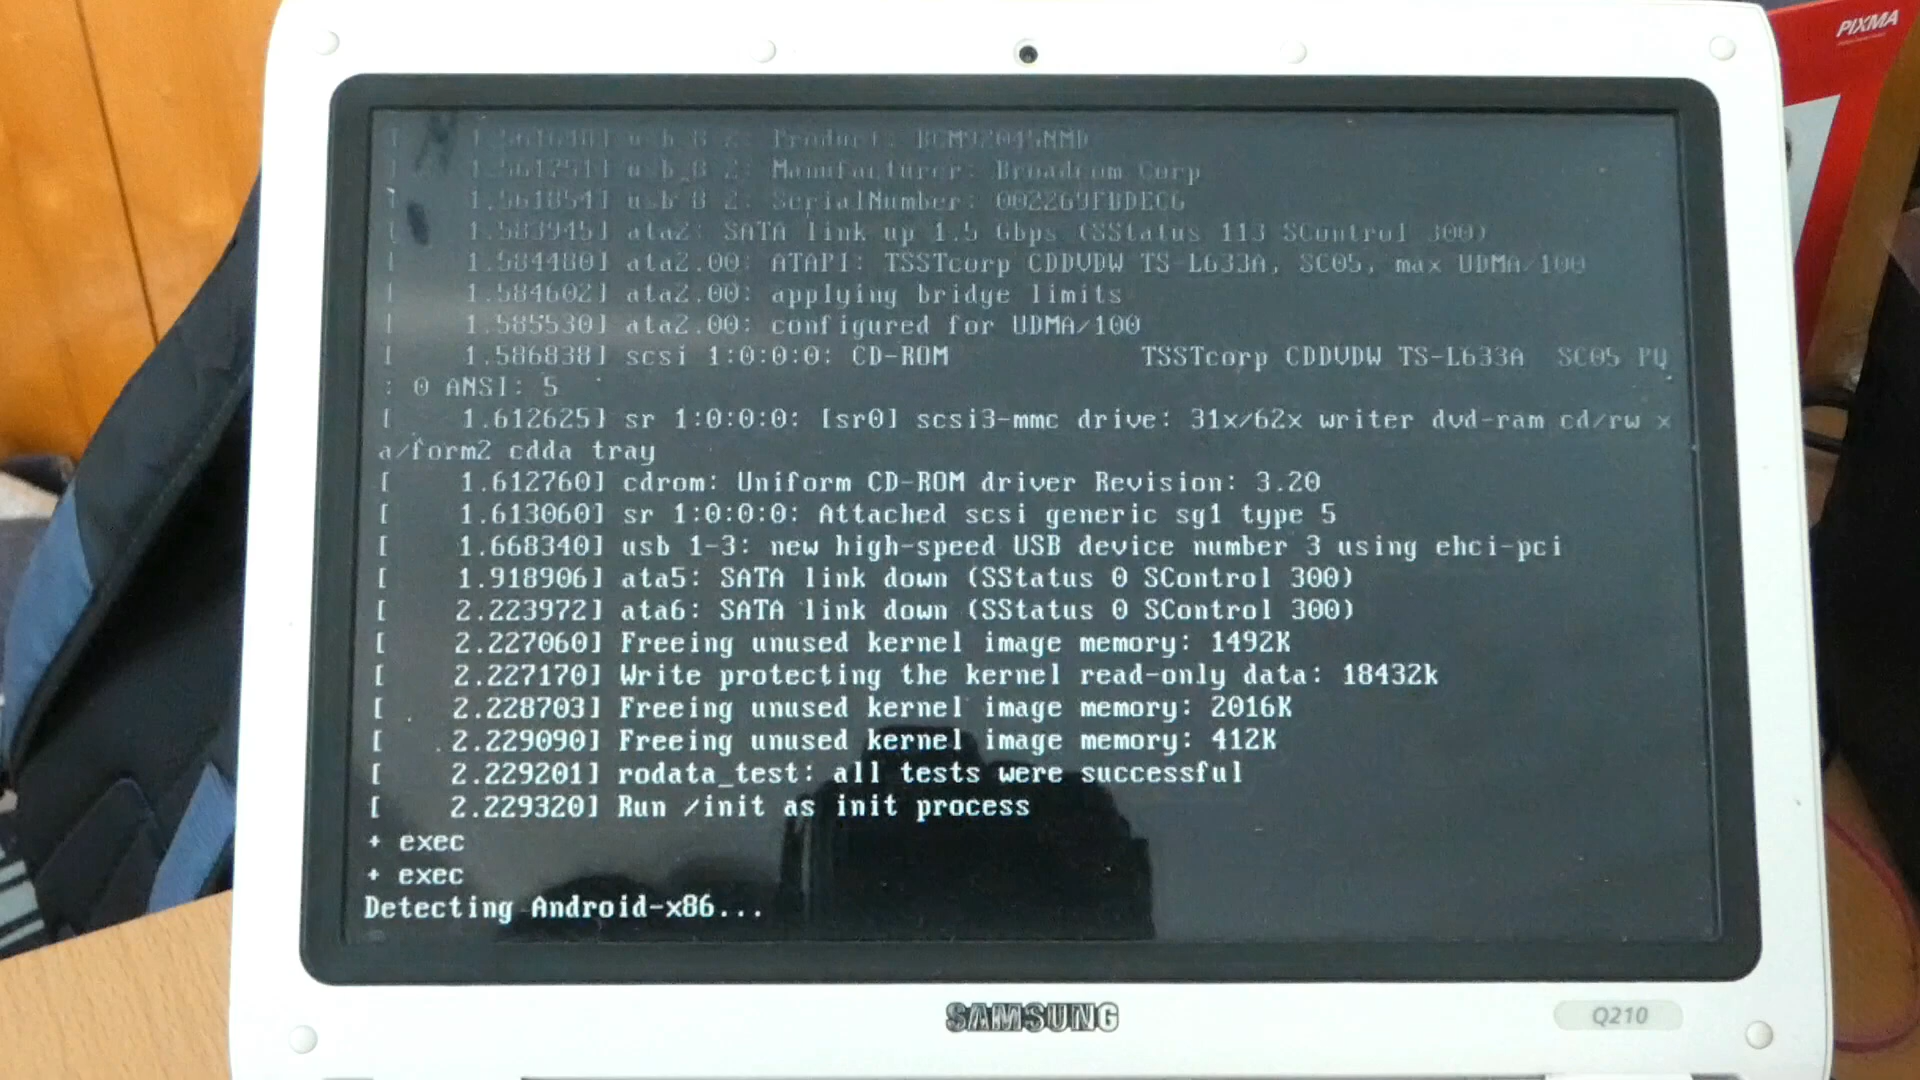 PIXMA
[ 1.561648] usb 8-2: Product: BCM92045NMD
[ 1.561751] usb 8-2: Manufacturer: Broadcom Corp
[ 1.561854] usb 8-2: SerialNumber: 002269FBDEC6
[ 1.583945] ata2: SATA link up 1.5 Gbps (SStatus 113 SControl 300)
[ 1.584480] ata2.00: ATAPI: TSSTcorp CDDVDW TS-L633A, SC05, max UDMA/100
[ 1.584602] ata2.00: applying bridge limits
[ 1.585530] ata2.00: configured for UDMA/100
[ 1.586838] scsi 1:0:0:0: CD-ROM TSSTcorp CDDVDW TS-L633A SC05 PQ
: 0 ANSI: 5
[ 1.612625] sr 1:0:0:0: [sr0] scsi3-mmc drive: 31x/62x writer dvd-ram cd/rw x
a/form2 cdda tray
[ 1.612760] cdrom: Uniform CD-ROM driver Revision: 3.20
[ 1.613060] sr 1:0:0:0: Attached scsi generic sg1 type 5
[ 1.668340] usb 1-3: new high-speed USB device number 3 using ehci-pci
[ 1.918906] ata5: SATA link down (SStatus 0 SControl 300)
[ 2.223972] ata6: SATA link down (SStatus 0 SControl 300)
[ 2.227060] Freeing unused kernel image memory: 1492K
[ 2.227170] Write protecting the kernel read-only data: 18432k
[ 2.228703] Freeing unused kernel image memory: 2016K
[ 2.229090] Freeing unused kernel image memory: 412K
[ 2.229201] rodata_test: all tests were successful
[ 2.229320] Run /init as init process
+ exec
+ exec
Detecting Android-x86...
SAMSUNG
Q210